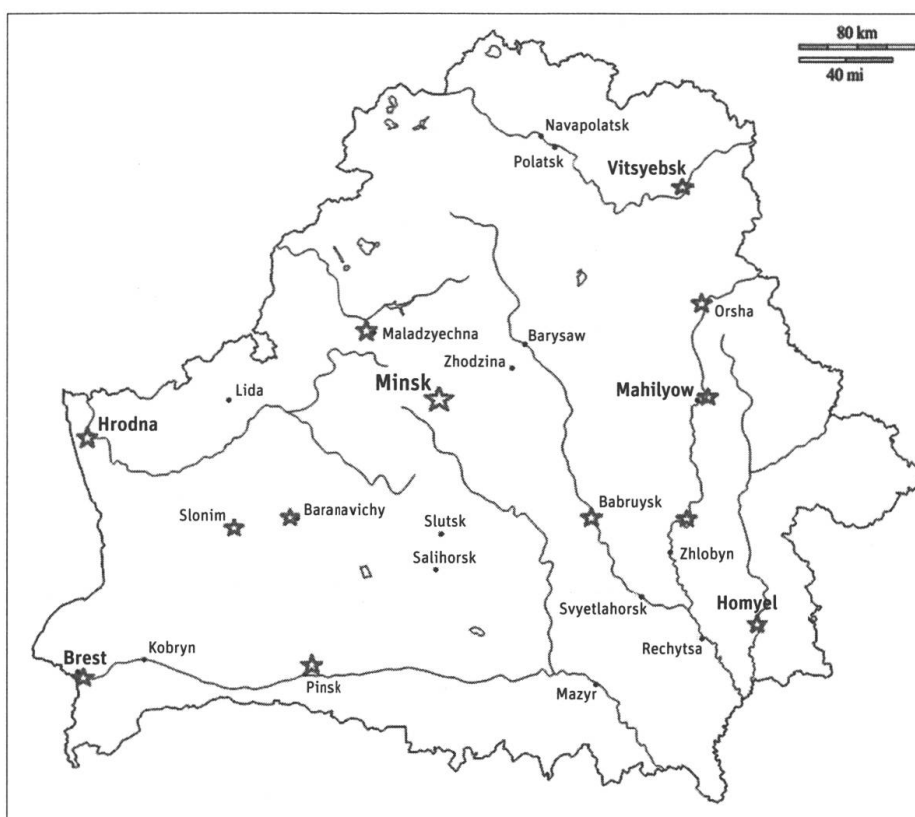 80 km
40 mi
Navapolatsk
Polatsk
Vitsyebsk
Orsha
Maladzyechna
Barysaw
Zhodzina
Minsk
Lida
Mahilyow
Hrodna
Slonim
Baranavichy
Babruysk
Slutsk
Zhlobyn
Salihorsk
Svyetlahorsk
Homyel
Rechytsa
Kobryn
Brest
Pinsk
Mazyr